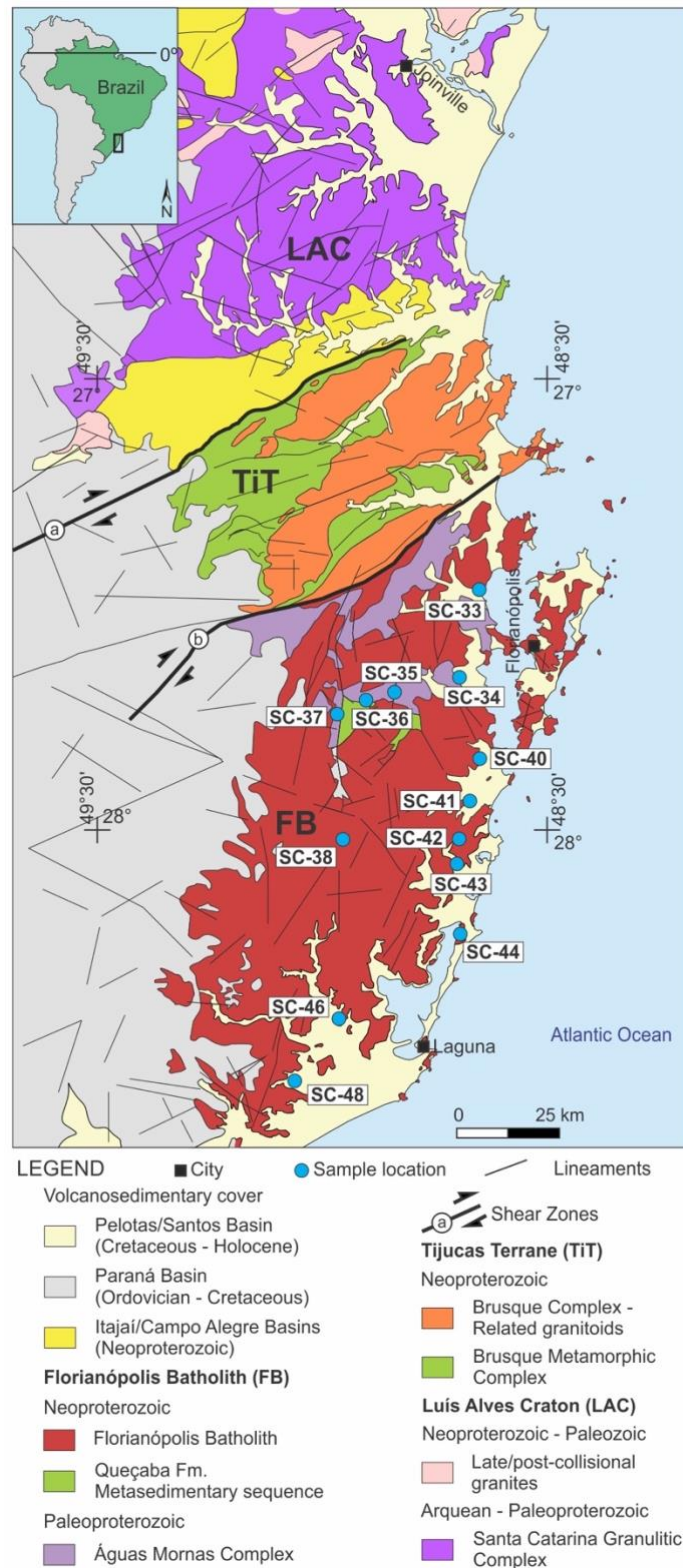 0°
Brazil
N
Joinville
LAC
49°30'
27°
48°30'
27°
TiT
a
b
SC-33
Florianópolis
SC-35
SC-34
SC-37
SC-36
SC-40
49°30'
28°
SC-41
48°30'
28°
FB
SC-42
SC-38
SC-43
SC-44
SC-46
Atlantic Ocean
Laguna
SC-48
0 25 km
LEGEND City Sample location Lineaments
Volcanosedimentary cover
Pelotas/Santos Basin
(Cretaceous - Holocene)
Paraná Basin
(Ordovician - Cretaceous)
Itajaí/Campo Alegre Basins
(Neoproterozoic)
Florianópolis Batholith (FB)
Neoproterozoic
Florianópolis Batholith
Queçaba Fm.
Metasedimentary sequence
Paleoproterozoic
Águas Mornas Complex
a Shear Zones
Tijucas Terrane (TiT)
Neoproterozoic
Brusque Complex -
Related granitoids
Brusque Metamorphic
Complex
Luís Alves Craton (LAC)
Neoproterozoic - Paleozoic
Late/post-collisional
granites
Arquean - Paleoproterozoic
Santa Catarina Granulitic
Complex